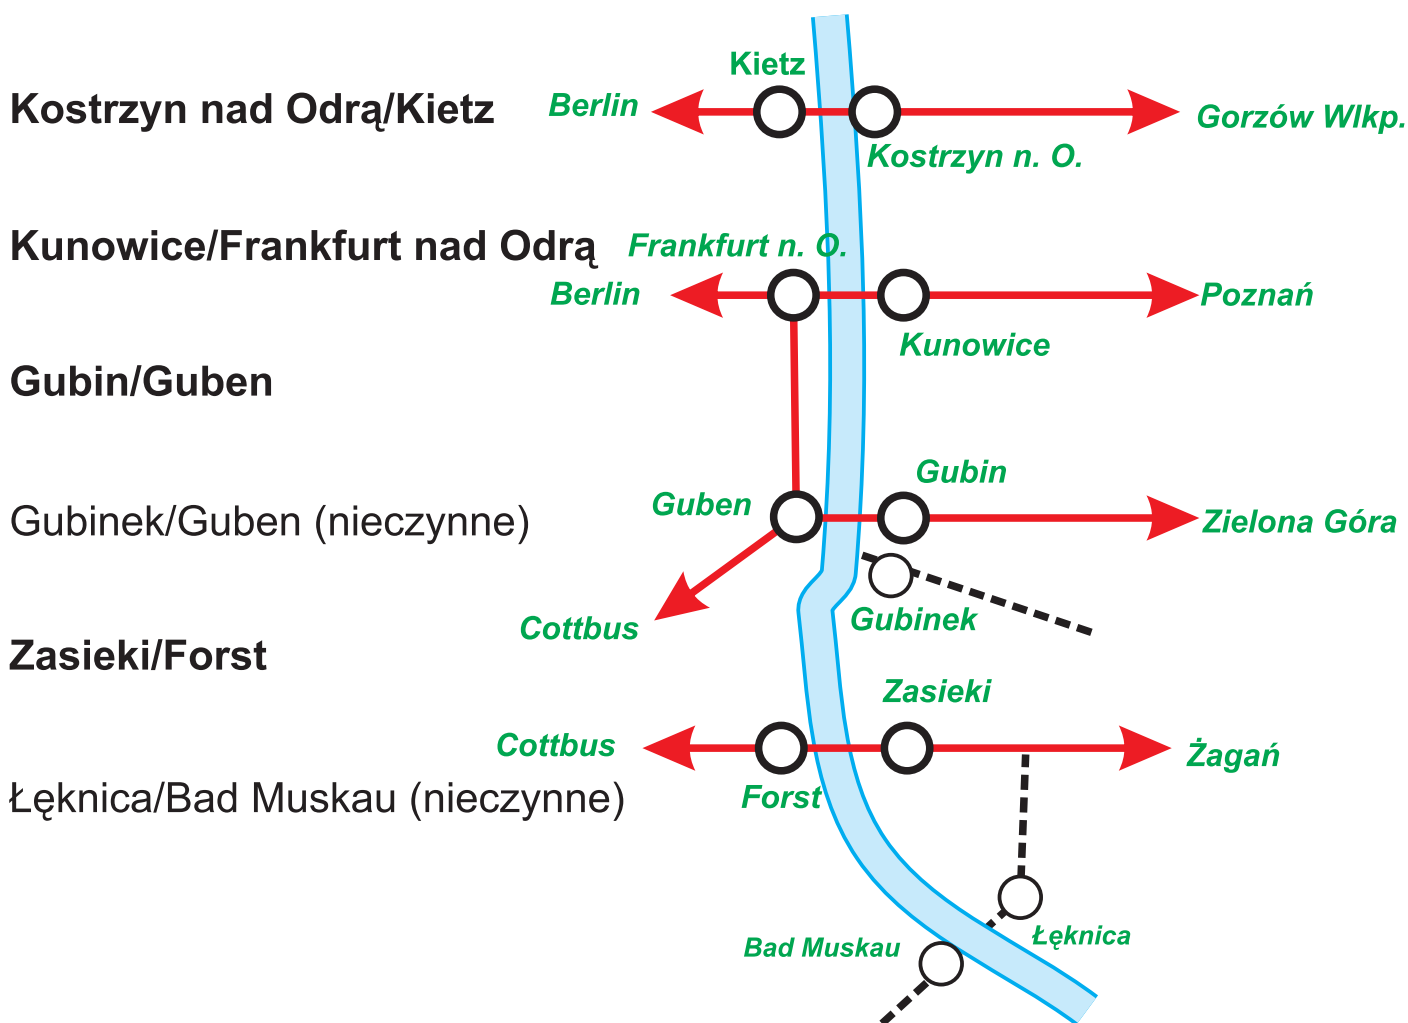 Kietz
Kostrzyn nad Odrą/Kietz
Berlin
Gorzów Wlkp.
Kostrzyn n. O.
Kunowice/Frankfurt nad Odrą
Frankfurt n. O.
Berlin
Poznań
Kunowice
Gubin/Guben
Gubin
Guben
Gubinek/Guben (nieczynne)
Zielona Góra
Gubinek
Cottbus
Zasieki/Forst
Zasieki
Cottbus
Żagań
Łęknica/Bad Muskau (nieczynne)
Forst
Łęknica
Bad Muskau